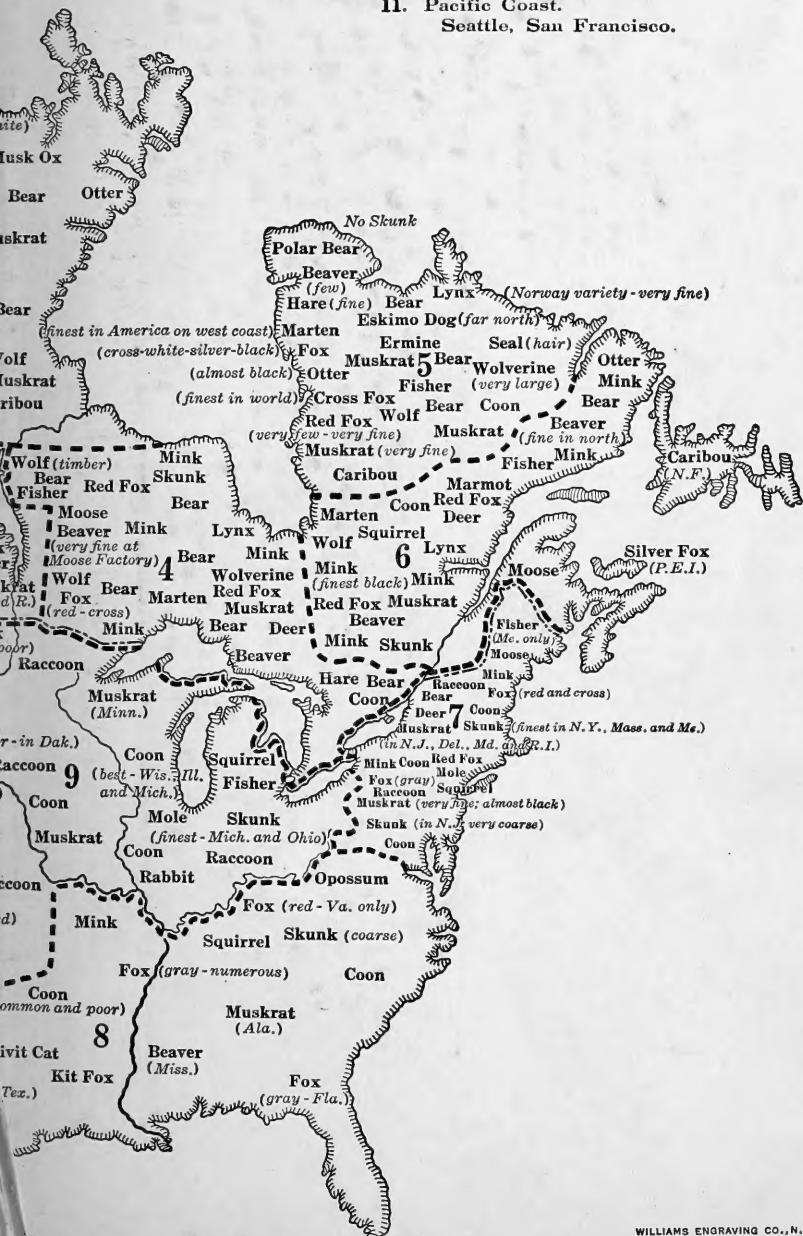 11. Pacific Coast.
Seattle, San Francisco.
Musk Ox
Bear
Otter
Bear
No Skunk
Polar Bear
Beaver
(few)
Lynx (Norway variety - very fine)
Hare (fine)
Bear
Eskimo Dog (far north)
(finest in America on west coast) Marten
Ermine
Seal (hair)
(cross-white-silver-black) Fox
Muskrat
5
Bear
Wolverine
(very large)
Otter
(almost black) Otter
Fisher
Mink
(finest in world) Cross Fox
Bear
Coon
Bear
Red Fox
(very few - very fine)
Wolf
Muskrat
Beaver
(fine in north)
Muskrat (very fine)
Fisher
Mink
Caribou
Caribou
(N.F.)
Marmot
Wolf (timber)
Mink
Bear
Skunk
Fisher
Red Fox
Moose
Bear
Beaver
Mink
(very fine at
Moose Factory)
Lynx
4
Bear
Mink
Wolf
Bear
Wolverine
Fox
(red-cross)
Marten
Red Fox
Muskrat
Mink
Bear
Deer
Beaver
Marten
Coon
Red Fox
Deer
Wolf
Squirrel
6
Lynx
Mink
(finest black)
Mink
Red Fox
Muskrat
Beaver
Mink
Skunk
Hare
Bear
Coon
Moose
Silver Fox
(P.E.I.)
Fisher
(Me. only)
Moose
Mink
Raccoon
Fox (red and cross)
Bear
Deer
7
Coon
Muskrat
Skunk (finest in N.Y., Mass. and Me.)
(in N.J., Del., Md. and R.I.)
Mink
Coon
Red Fox
Mole
Fox (gray)
Squirrel
Raccoon
Muskrat (very fine; almost black)
Skunk (in N.J. very coarse)
Coon
Raccoon
Muskrat
(Minn.)
in Dak.)
9
Coon
(best - Wis. Ill.
and Mich.)
Squirrel
Fisher
Coon
Mole
Skunk
(finest - Mich. and Ohio)
Muskrat
Coon
Raccoon
Rabbit
Opossum
Mink
Fox (red - Va. only)
Squirrel
Skunk (coarse)
Fox (gray - numerous)
Coon
Coon
and poor)
8
Muskrat
(Ala.)
Cat
Beaver
(Miss.)
Kit Fox
Tex.)
Fox
(gray - Fla.)
WILLIAMS ENGRAVING CO., N.